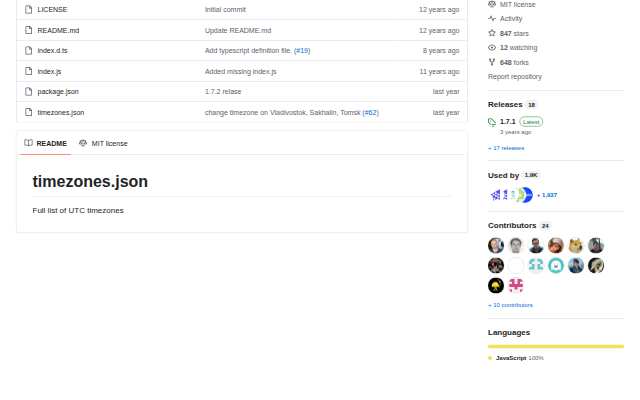 LICENSE Initial commit 12 years ago
README.md Update README.md 12 years ago
index.d.ts Add typescript definition file. (#19) 8 years ago
index.js Added missing index.js 11 years ago
package.json 1.7.2 relase last year
timezones.json change timezone on Vladivostok, Sakhalin, Tomsk (#62) last year
README MIT license
timezones.json
Full list of UTC timezones
MIT license
Activity
847 stars
12 watching
648 forks
Report repository
Releases 18
1.7.1 Latest
3 years ago
+ 17 releases
Used by 1.9K
+ 1,937
Contributors 24
+ 10 contributors
Languages
JavaScript 100%